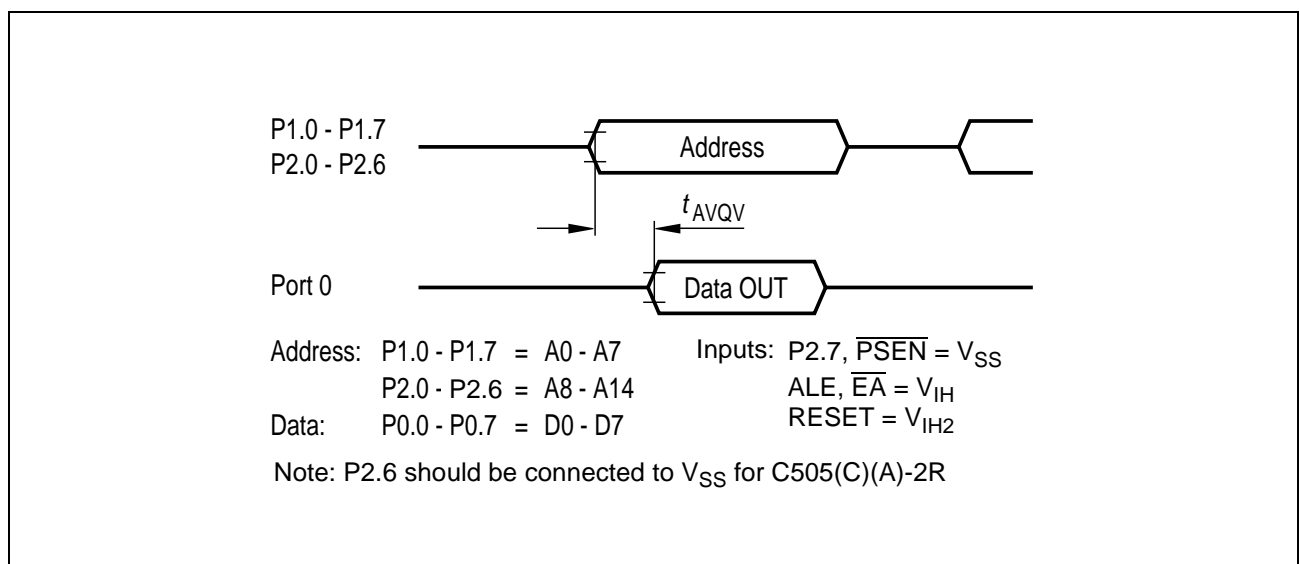 P1.0 - P1.7
P2.0 - P2.6
Address
t AVQV
Port 0
Data OUT
Address: P1.0 - P1.7 = A0 - A7 Inputs: P2.7, PSEN = VSS
P2.0 - P2.6 = A8 - A14 ALE, EA = VIH
Data: P0.0 - P0.7 = D0 - D7 RESET = VIH2
Note: P2.6 should be connected to VSS for C505(C)(A)-2R